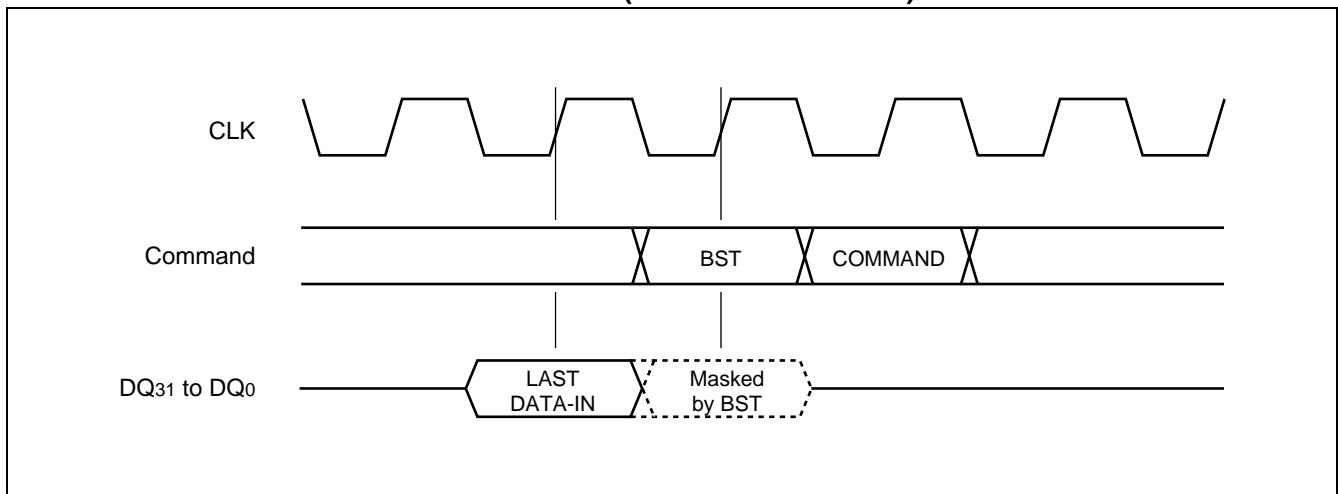 CLK
Command
BST
COMMAND
DQ31 to DQ0
LAST
DATA-IN
Masked
by BST